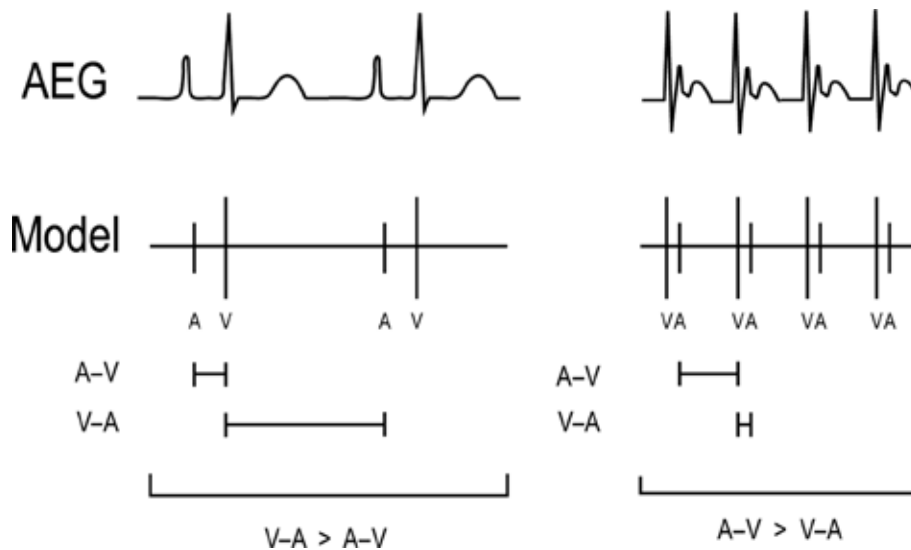 AEG
Model
A V A V VA VA VA VA
A–V A–V
V–A V–A
V–A > A–V
A–V > V–A